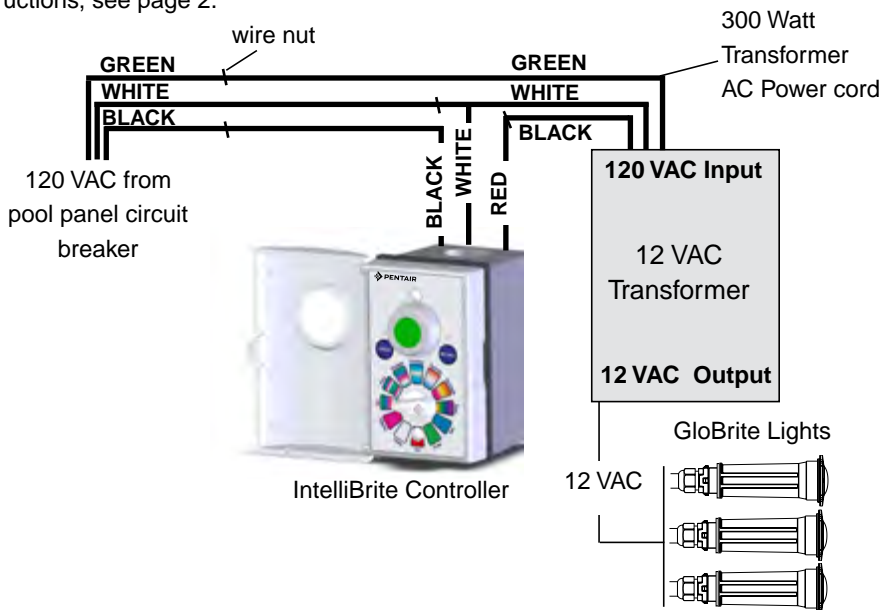 uctions, see page 2.
wire nut
300 Watt
Transformer
AC Power cord
GREEN
GREEN
WHITE
WHITE
BLACK
BLACK
BLACK
WHITE
RED
120 VAC from
pool panel circuit
breaker
120 VAC Input
12 VAC
Transformer
12 VAC Output
PENTAIR
IntelliBrite Controller
GloBrite Lights
12 VAC